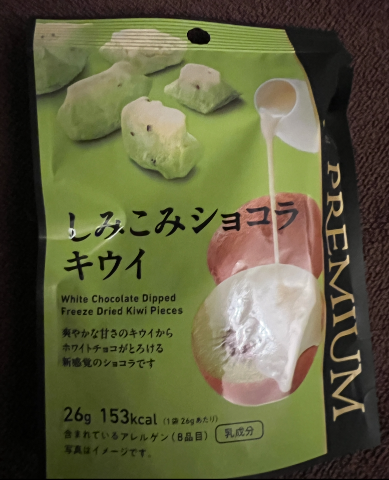 PREMIUM
しみこみショコラ
キウイ
White Chocolate Dipped
Freeze Dried Kiwi Pieces
爽やかな甘さのキウイから
ホワイトチョコがとろける
新感覚のショコラです
26g 153kcal (1袋26gあたり)
含まれているアレルゲン(8品目) 乳成分
写真はイメージです。